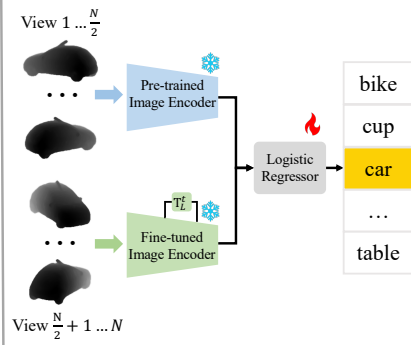 View 1 ... N/2
Pre-trained
Image Encoder
Logistic
Regressor
bike
cup
car
...
table
T_L^t
Fine-tuned
Image Encoder
View N/2 + 1 ... N